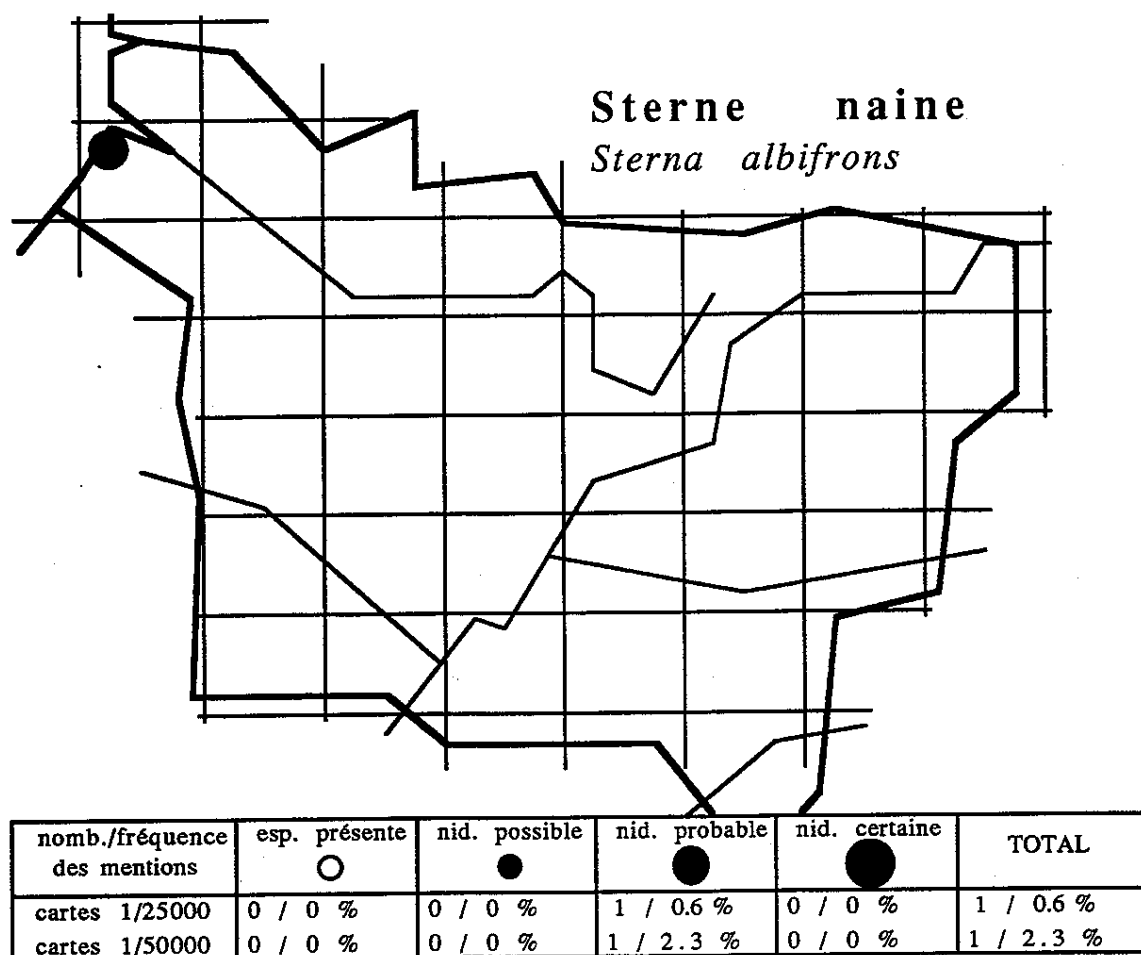 Sterne naine
Sterna albifrons
nomb./fréquence des mentions | esp. présente | nid. possible | nid. probable | nid. certaine | TOTAL
cartes 1/25000 | 0 / 0 % | 0 / 0 % | 1 / 0.6 % | 0 / 0 % | 1 / 0.6 %
cartes 1/50000 | 0 / 0 % | 0 / 0 % | 1 / 2.3 % | 0 / 0 % | 1 / 2.3 %